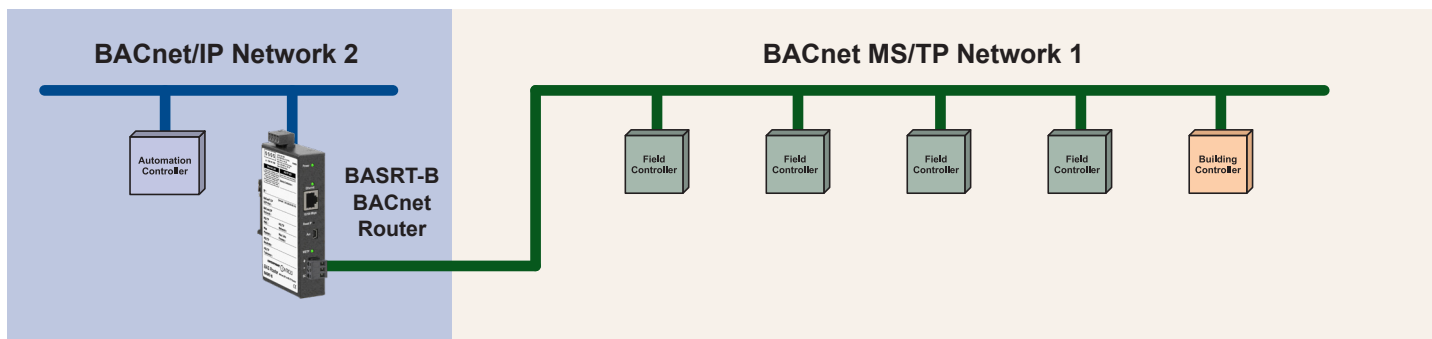 BACnet/IP Network 2
BACnet MS/TP Network 1
Automation
Controller
BASRT-B
BACnet
Router
Field
Controller
Field
Controller
Field
Controller
Field
Controller
Building
Controller